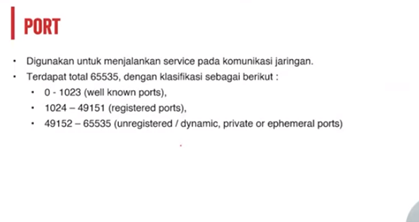 PORT
• Digunakan untuk menjalankan service pada komunikasi jaringan.
• Terdapat total 65535, dengan klasifikasi sebagai berikut :
• 0 - 1023 (well known ports),
• 1024 – 49151 (registered ports),
• 49152 – 65535 (unregistered / dynamic, private or ephemeral ports)